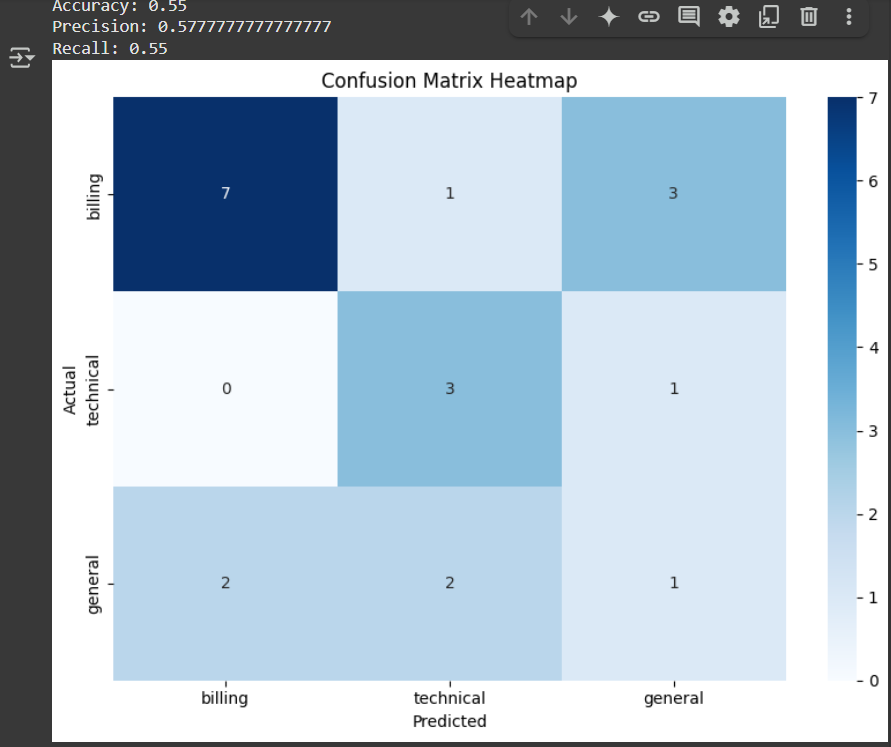 Accuracy: 0.55
Precision: 0.5777777777777777
Recall: 0.55
Confusion Matrix Heatmap
7
6
5
4
3
2
1
0
billing
7 1 3
Actual
technical
0 3 1
general
2 2 1
billing technical general
Predicted